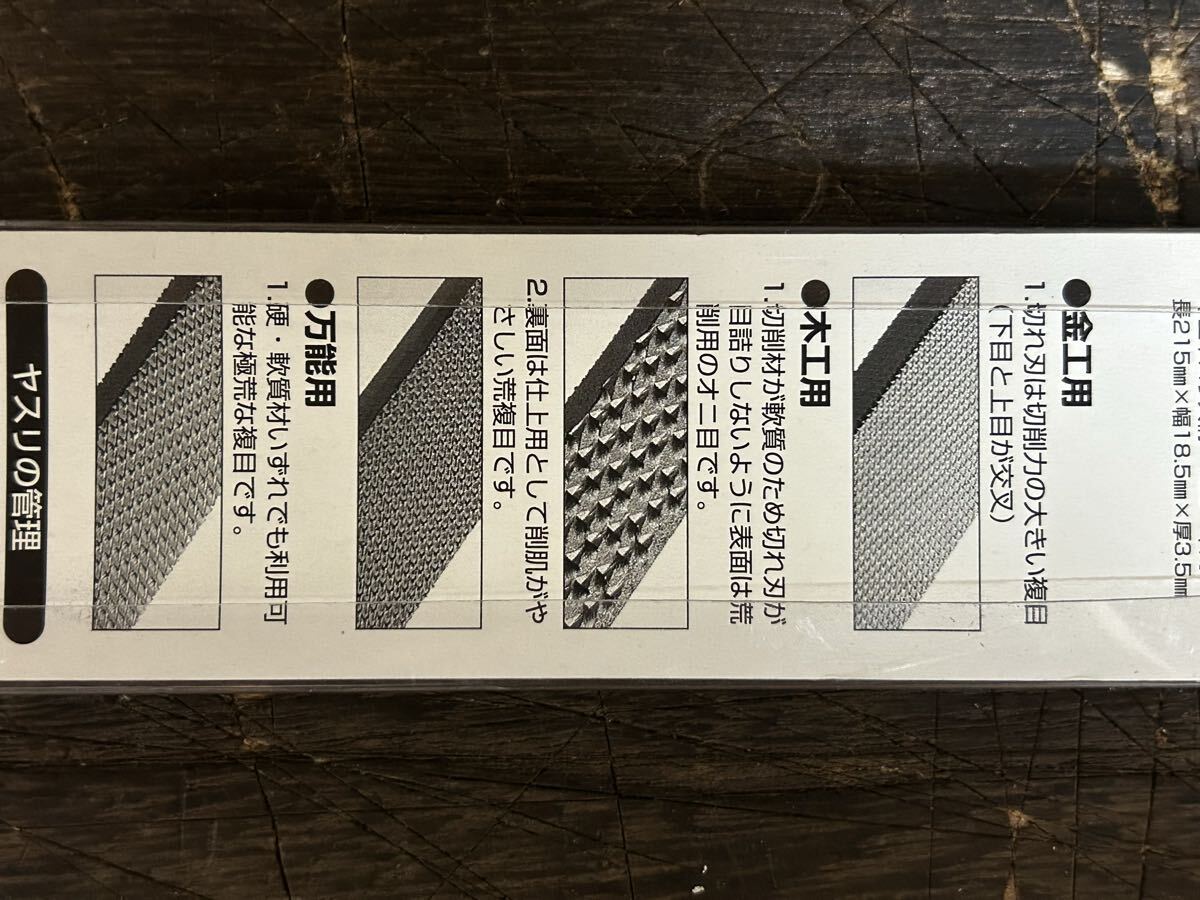 長215㎜×幅18.5㎜×厚3.5㎜
●金工用
1.切れ刃は切削力の大きい複目
(下目と上目が交叉)
●木工用
1.切削材が軟質のため切れ刃が
目詰りしないように表面は荒
削用のオニ目です。
2.裏面は仕上用として削肌がや
さしい荒複目です。
●万能用
1.硬・軟質材いずれでも利用可
能な極荒な複目です。
ヤスリの管理